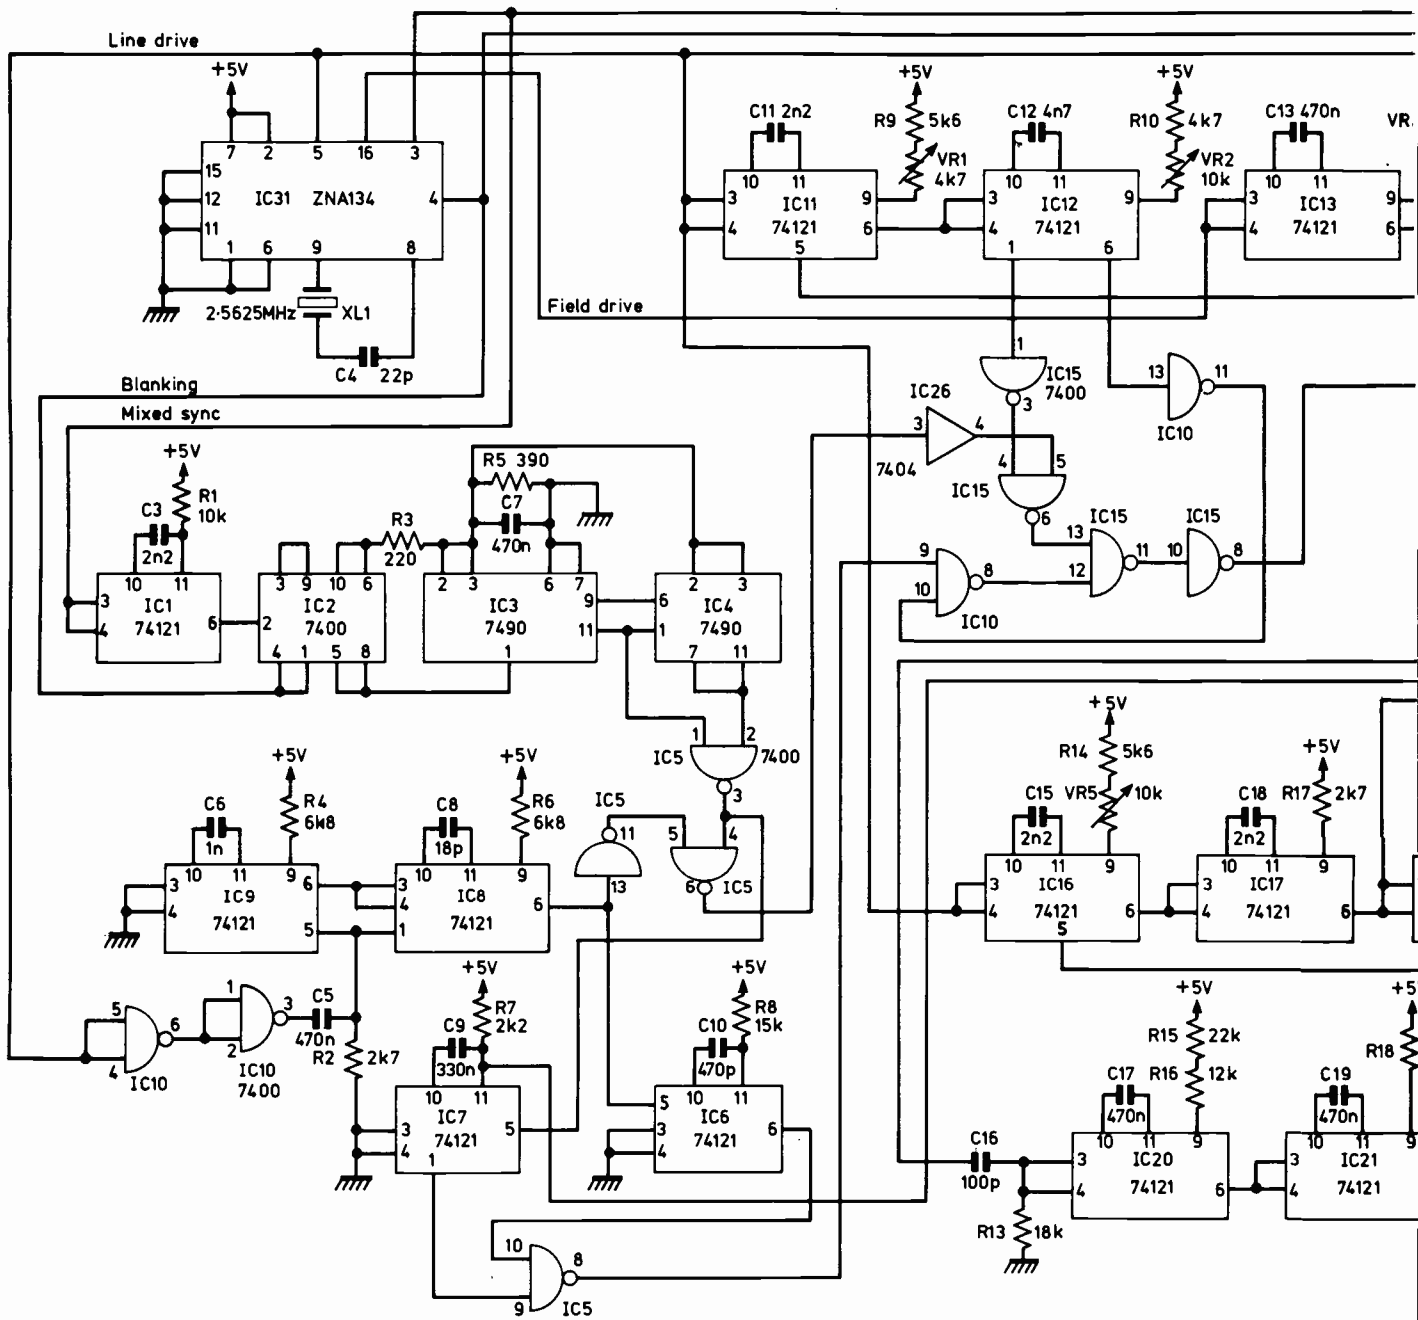 Line drive
+5V
7 2 5 16 3
15
12
11
IC31 ZNA134
4
1 6 9 8
2·5625MHz
XL1
C4 22p
Field drive
Blanking
Mixed sync
C11 2n2
10 11
3
4
IC11
74121
9
6
5
+5V
R9 5k6
VR1
4k7
C12 4n7
10 11
3
4
IC12
74121
9
1 6
+5V
R10 4k7
VR2
10k
C13 470n
10 11
3
4
IC13
74121
9
6
VR
1
IC15
7400
3
13 11
IC10
IC26
3 4
7404
4 5
IC15
6
IC15
13
12
11
IC15
10 8
9
10
8
IC10
+5V
R1
10k
C3
2n2
10 11
3
4
IC1
74121
6
3 9 10 6
2
IC2
7400
4 1 5 8
R3
220
R5 390
C7
470n
2 3 6 7
IC3
7490
9
11
1
2 3
6
1
IC4
7490
7 11
1 2
IC5 7400
3
+5V
R4
6k8
C6
1n
10 11 9
3
4
IC9
74121
6
5
+5V
R6
6k8
C8
18p
10 11 9
3
4
1
IC8
74121
6
IC5
11
13
5 4
6
IC5
5
4
6
IC10
1
2
3
IC10
7400
C5
470n
R2 2k7
+5V
R7
2k2
C9
330n
10 11
3
4
IC7
74121
5
1
+5V
R8
15k
C10
470p
10 11
5
3
4
IC6
74121
6
10
9
8
IC5
+5V
R14 5k6
VR5 10k
C15
2n2
10 11 9
3
4
IC16
74121
6
5
+5V
R17 2k7
C18
2n2
10 11 9
3
4
IC17
74121
6
+5V
R15 22k
R16 12k
C17
470n
10 11 9
C16
100p
R13 18k
3
4
IC20
74121
6
+5
R18
C19
470n
10 11 9
3
4
IC21
74121